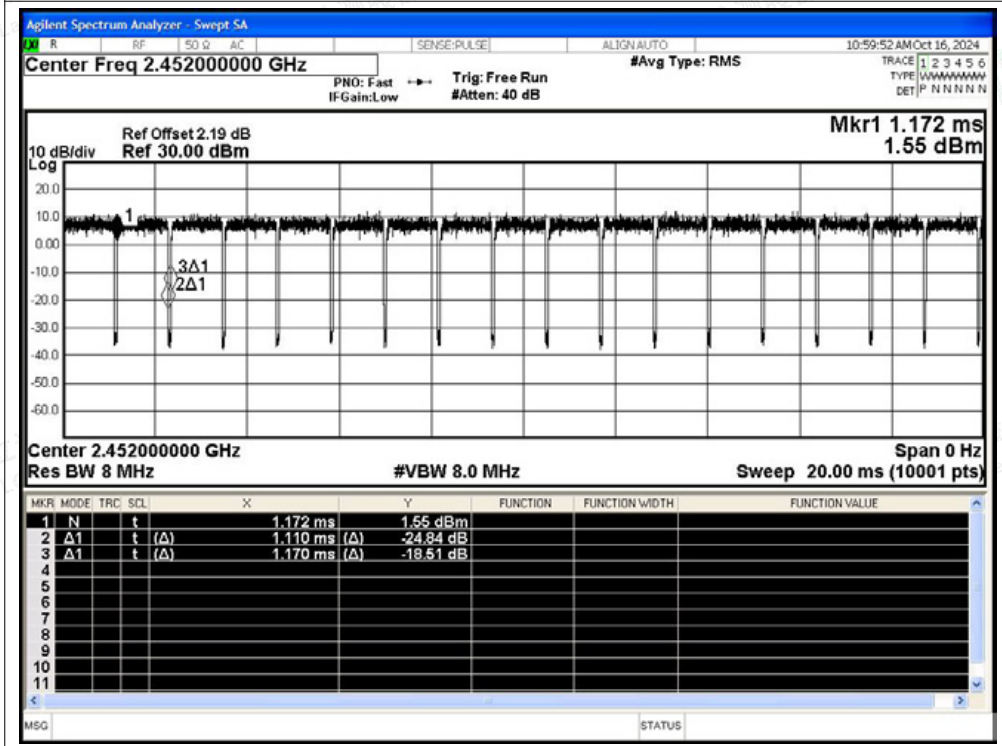 Agilent Spectrum Analyzer - Swept SA
R RF 50 Ω AC SENSE:PULSE ALIGN AUTO 10:59:52 AM Oct 16, 2024
Center Freq 2.452000000 GHz #Avg Type: RMS TRACE 1 2 3 4 5 6
PNO: Fast Trig: Free Run TYPE WWWWWW
IFGain:Low #Atten: 40 dB DET P N N N N N
Mkr1 1.172 ms
Ref Offset 2.19 dB
10 dB/div Ref 30.00 dBm 1.55 dBm
Log
20.0
10.0
1
0.00
-10.0
3Δ1
2Δ1
-20.0
-30.0
-40.0
-50.0
-60.0
Center 2.452000000 GHz Span 0 Hz
Res BW 8 MHz #VBW 8.0 MHz Sweep 20.00 ms (10001 pts)
MKR MODE TRC SCL X Y FUNCTION FUNCTION WIDTH FUNCTION VALUE
1 N t 1.172 ms 1.55 dBm
2 Δ1 t (Δ) 1.110 ms (Δ) -24.84 dB
3 Δ1 t (Δ) 1.170 ms (Δ) -18.51 dB
4
5
6
7
8
9
10
11
MSG STATUS